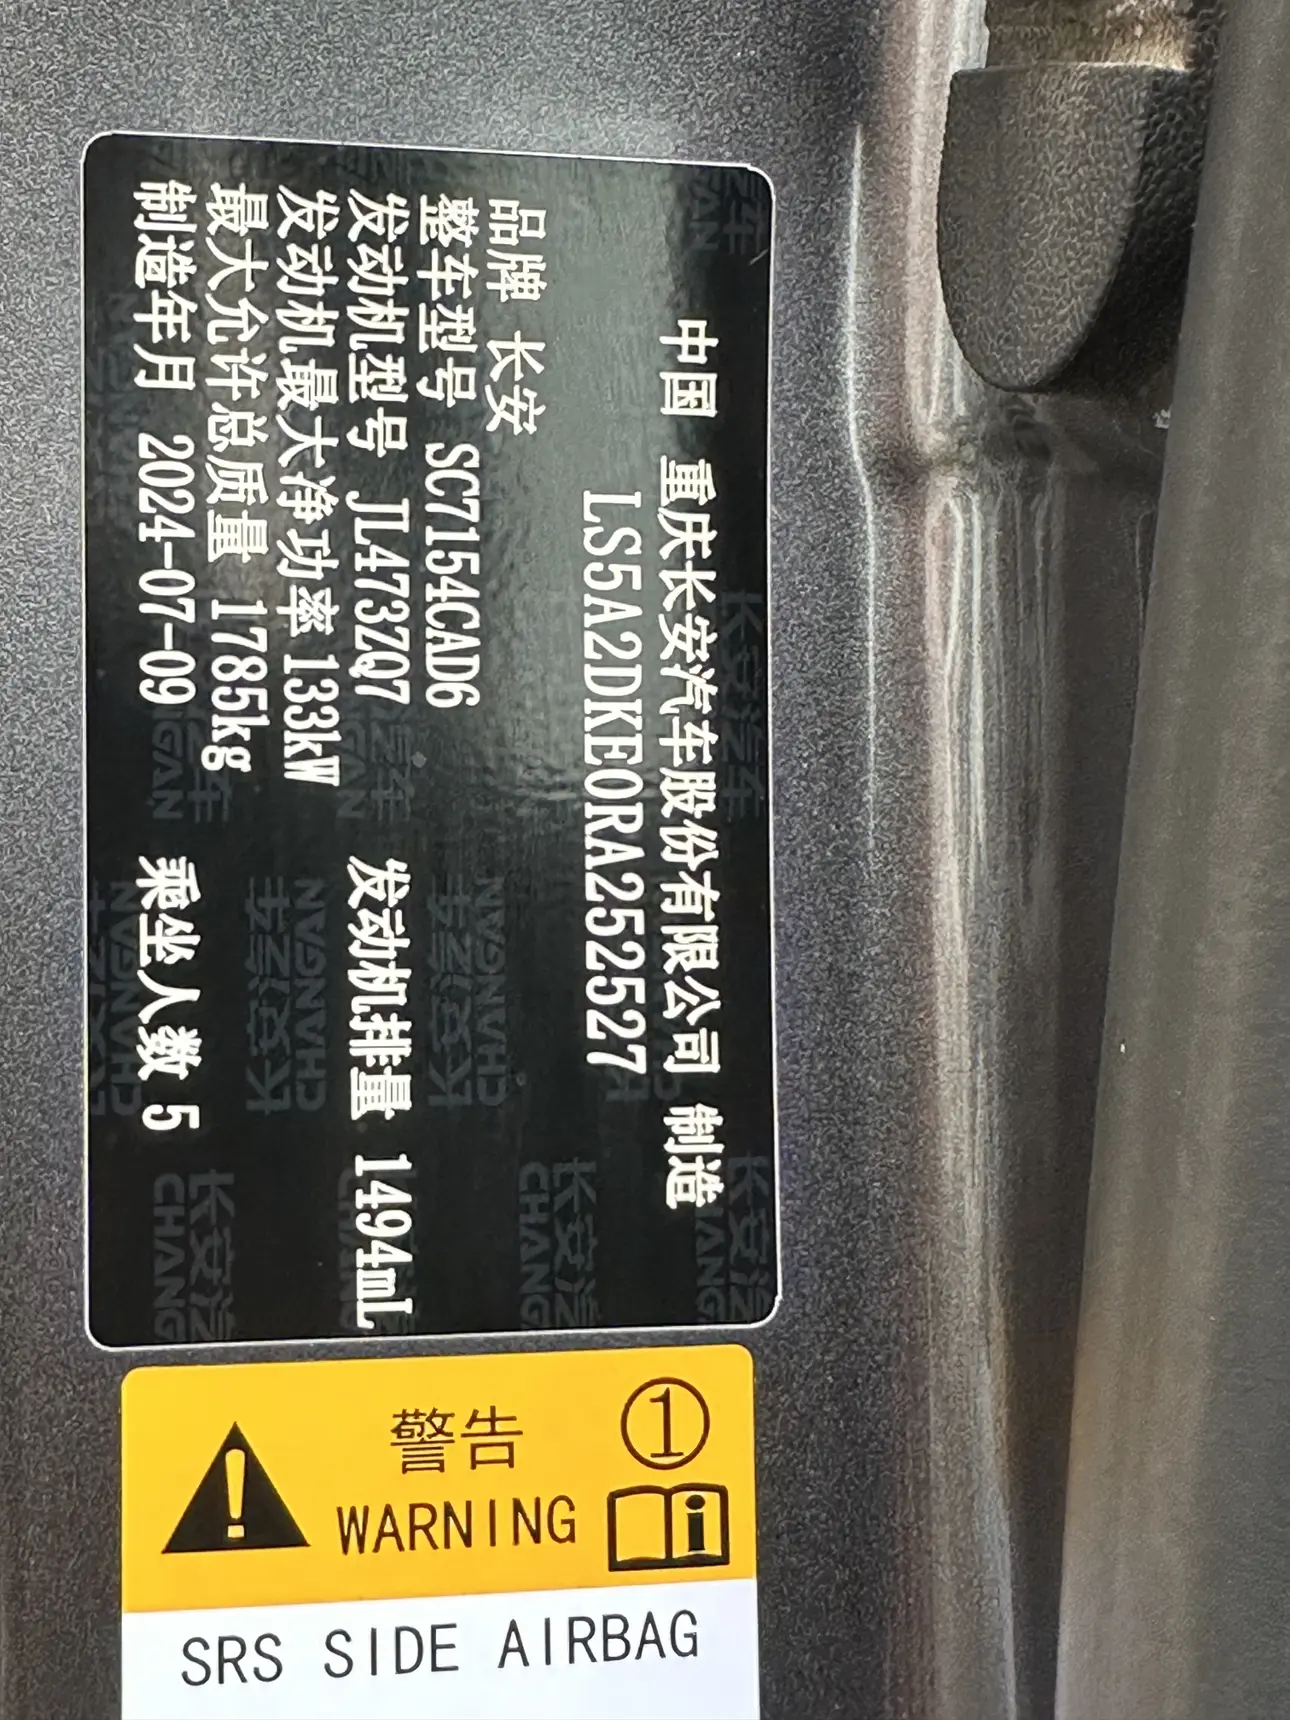 中国 重庆长安汽车股份有限公司 制造
LS5A2DKE0RA252527
品牌 长安
整车型号 SC7154CAD6
发动机型号 JL473ZQ7 发动机排量 1494mL
发动机最大净功率 133kW
最大允许总质量 1785kg
制造年月 2024-07-09 乘坐人数 5
警告 ①
WARNING
SRS SIDE AIRBAG